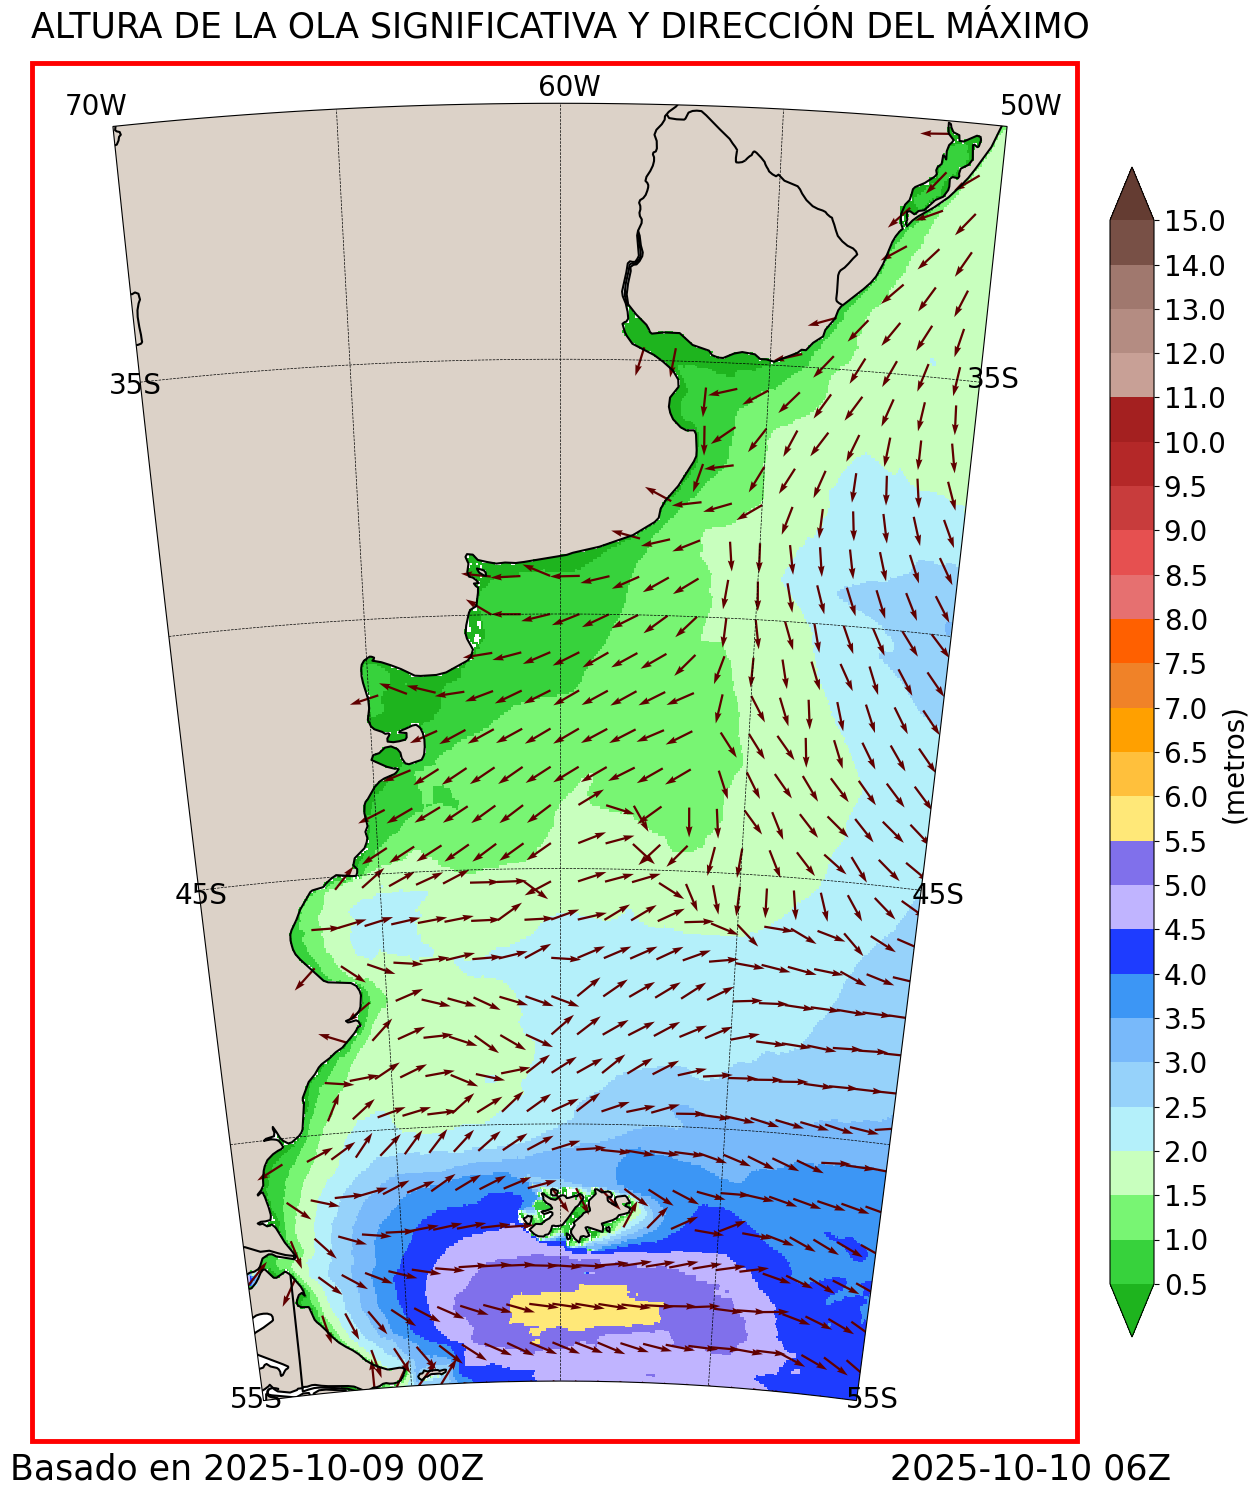 ALTURA DE LA OLA SIGNIFICATIVA Y DIRECCIÓN DEL MÁXIMO
70W
60W
50W
35S
35S
45S
45S
55S
55S
15.0
14.0
13.0
12.0
11.0
10.0
9.5
9.0
8.5
8.0
7.5
7.0
6.5
6.0
5.5
5.0
4.5
4.0
3.5
3.0
2.5
2.0
1.5
1.0
0.5
(metros)
Basado en 2025-10-09 00Z
2025-10-10 06Z